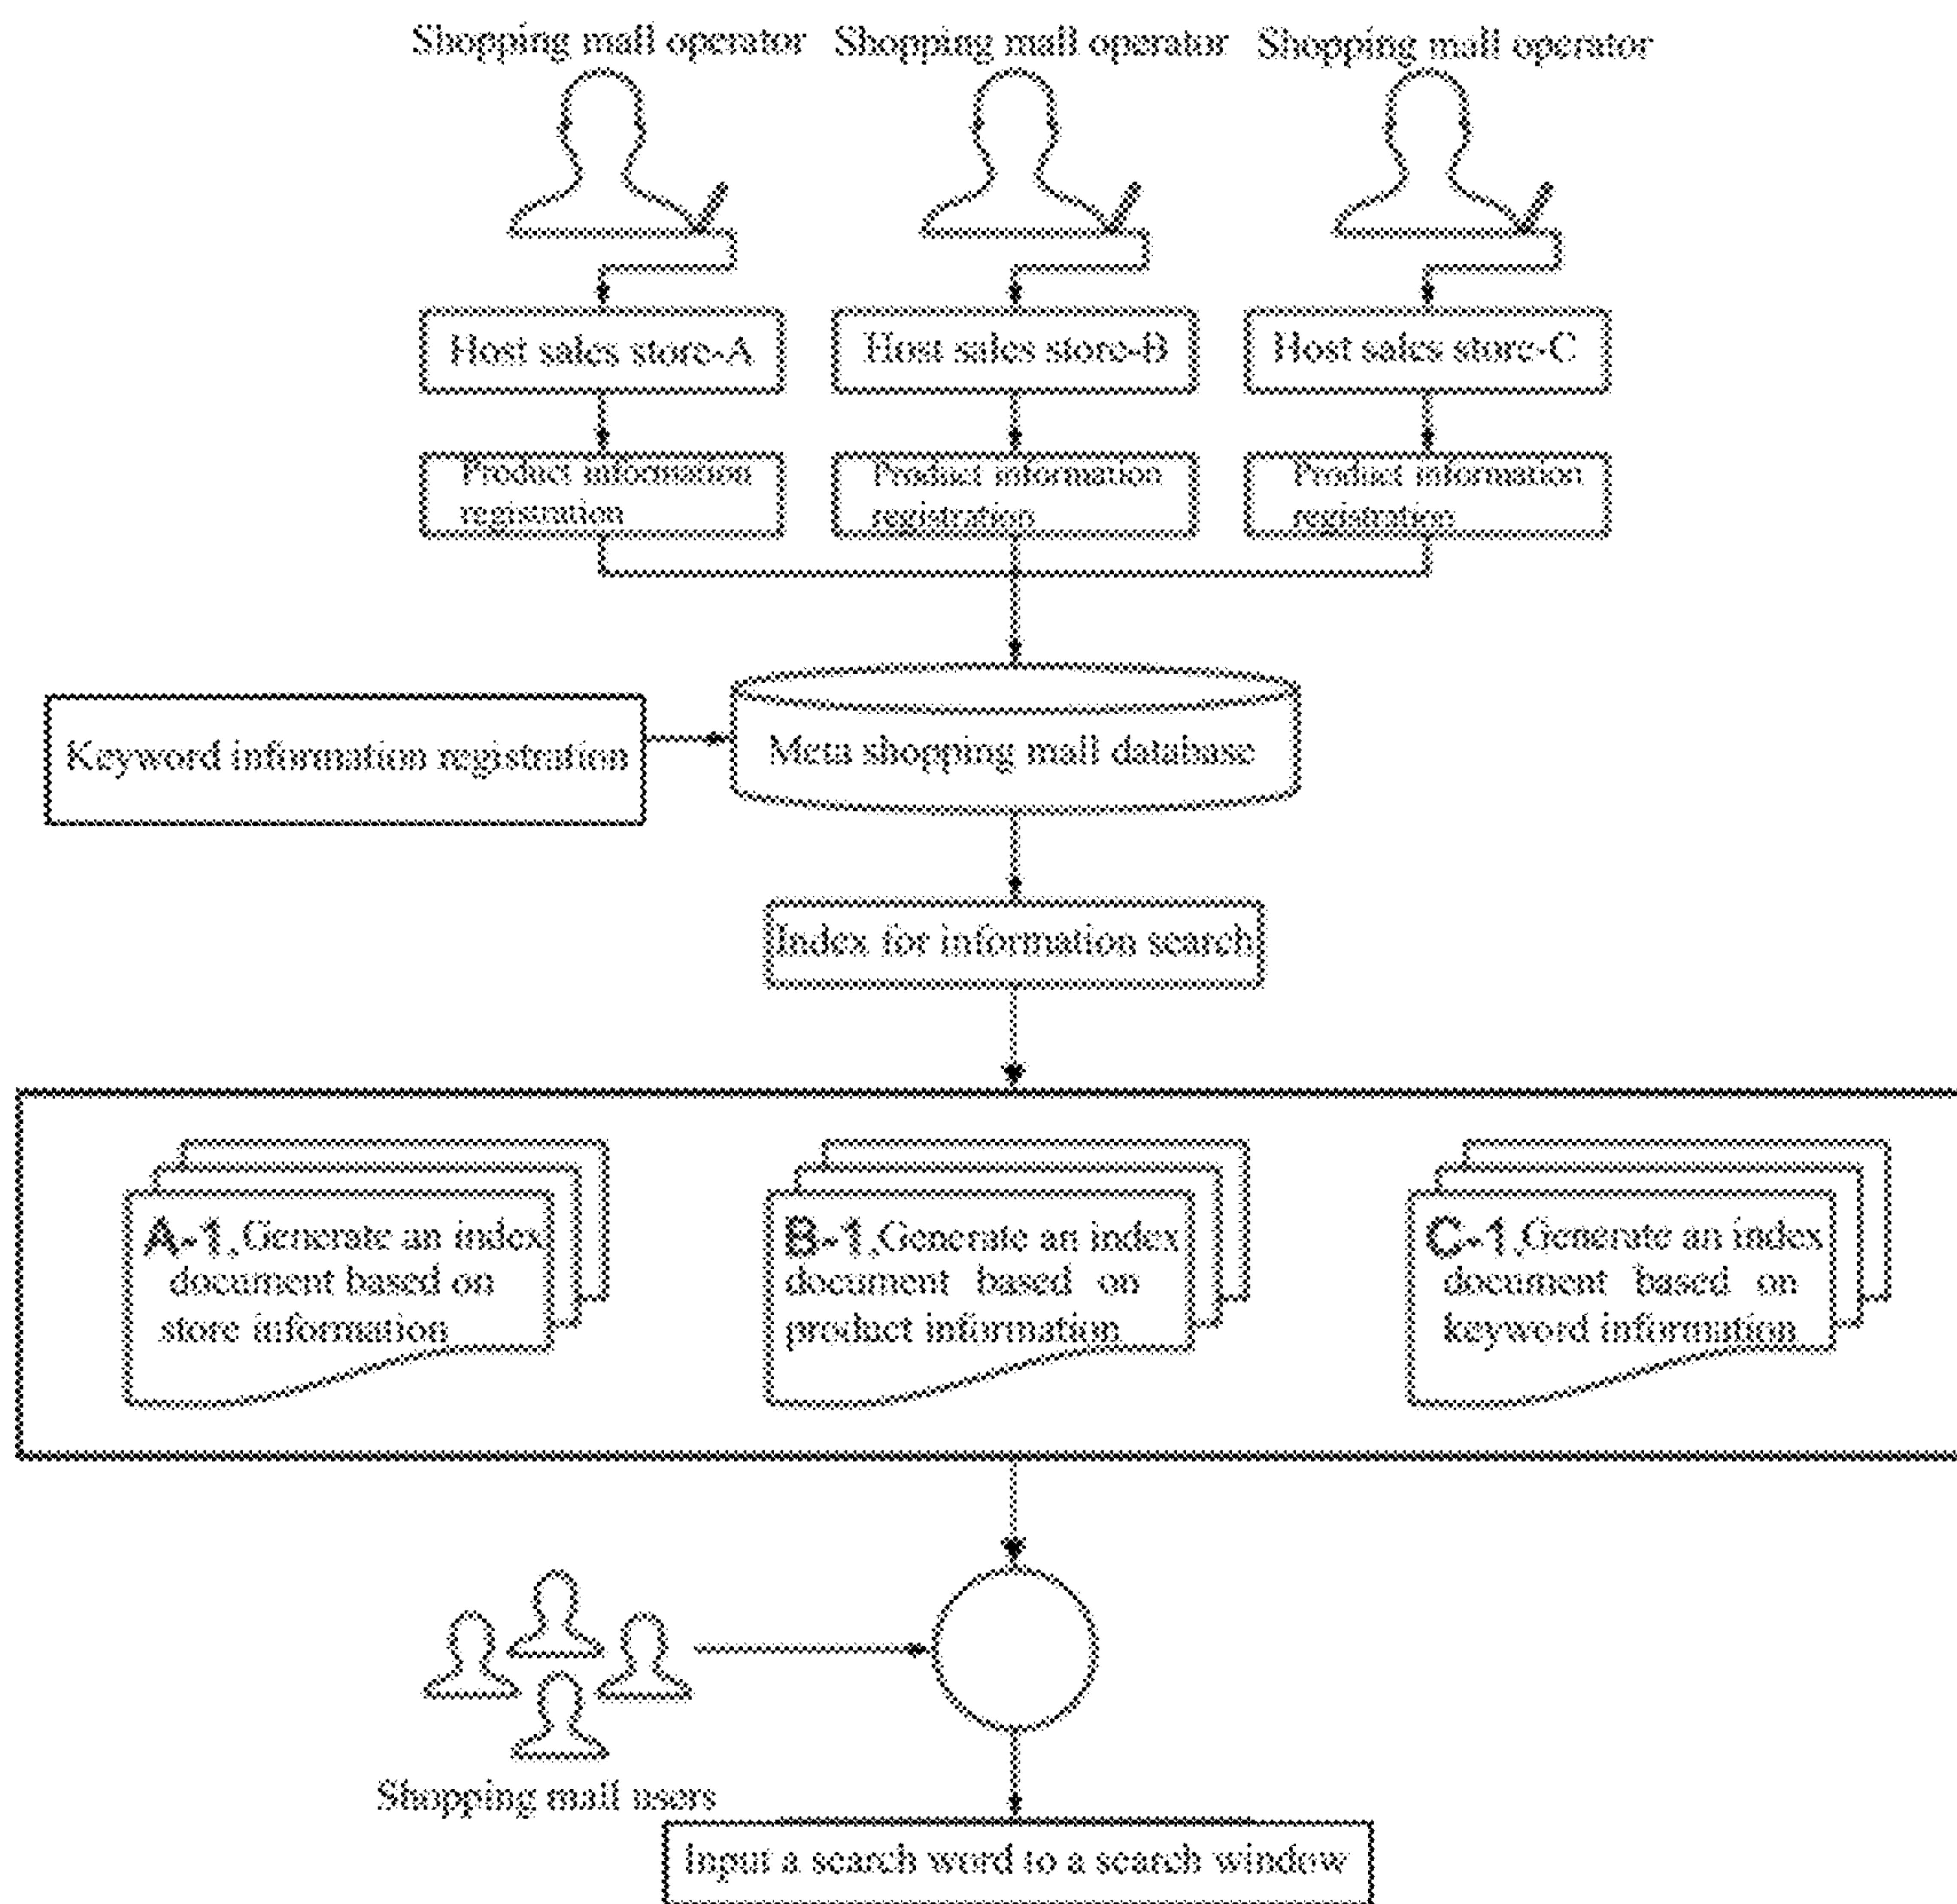 Shopping mall operator Shopping mall operator Shopping mall operator
Host sales store-A
Host sales store-B
Host sales store-C
Product information
registration
Product information
registration
Product information
registration
Keyword information registration
Meta shopping mall database
Index for information search
A-1.Generate an index
document based on
store information
B-1.Generate an index
document based on
product information
C-1.Generate an index
document based on
keyword information
Shopping mall users
Input a search word to a search window